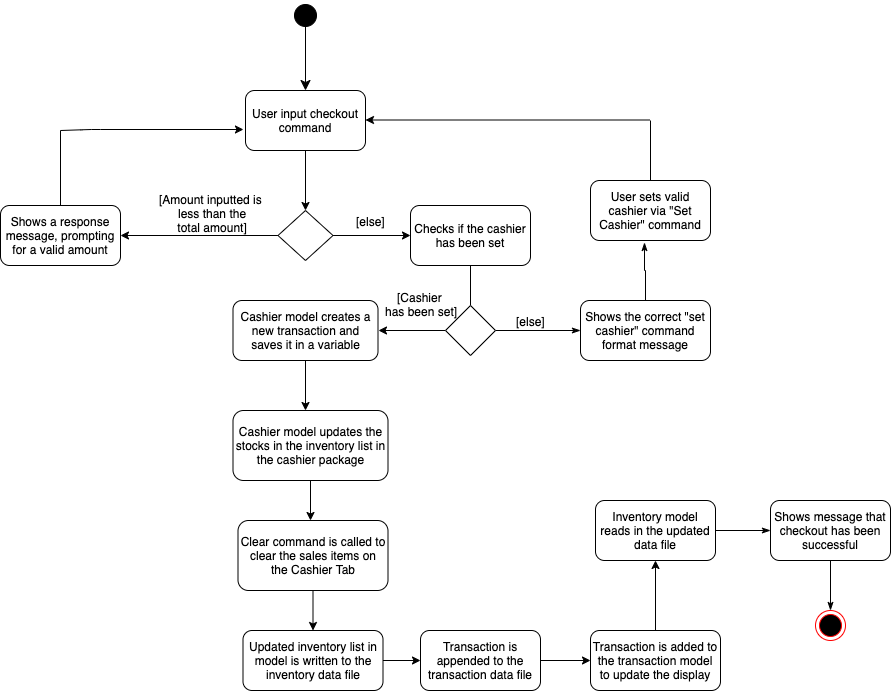 User input checkout
command
[Amount inputted is
less than the
total amount]
[else]
Shows a response
message, prompting
for a valid amount
Checks if the cashier
has been set
User sets valid
cashier via "Set
Cashier" command
[Cashier
has been set]
[else]
Cashier model creates a
new transaction and
saves it in a variable
Shows the correct "set
cashier" command
format message
Cashier model updates the
stocks in the inventory list in
the cashier package
Clear command is called to
clear the sales items on
the Cashier Tab
Updated inventory list in
model is written to the
inventory data file
Transaction is
appended to the
transaction data file
Transaction is added to
the transaction model
to update the display
Inventory model
reads in the updated
data file
Shows message that
checkout has been
successful